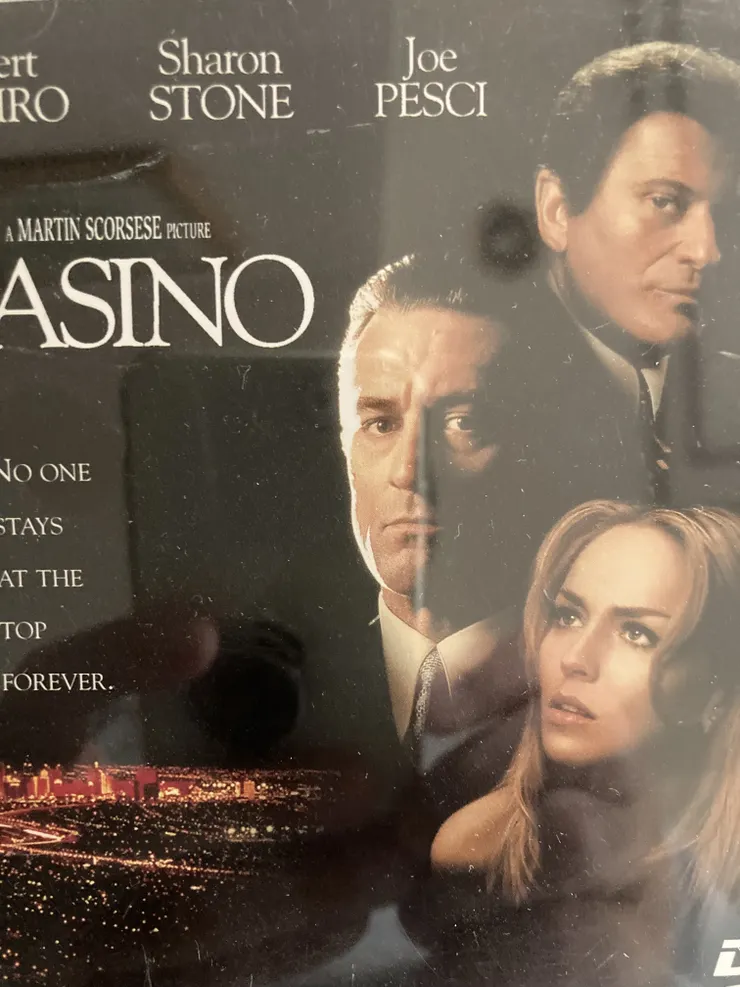 ert Sharon Joe
IRO STONE PESCI
A MARTIN SCORSESE PICTURE
ASINO
NO ONE
STAYS
AT THE
TOP
FOREVER.
D